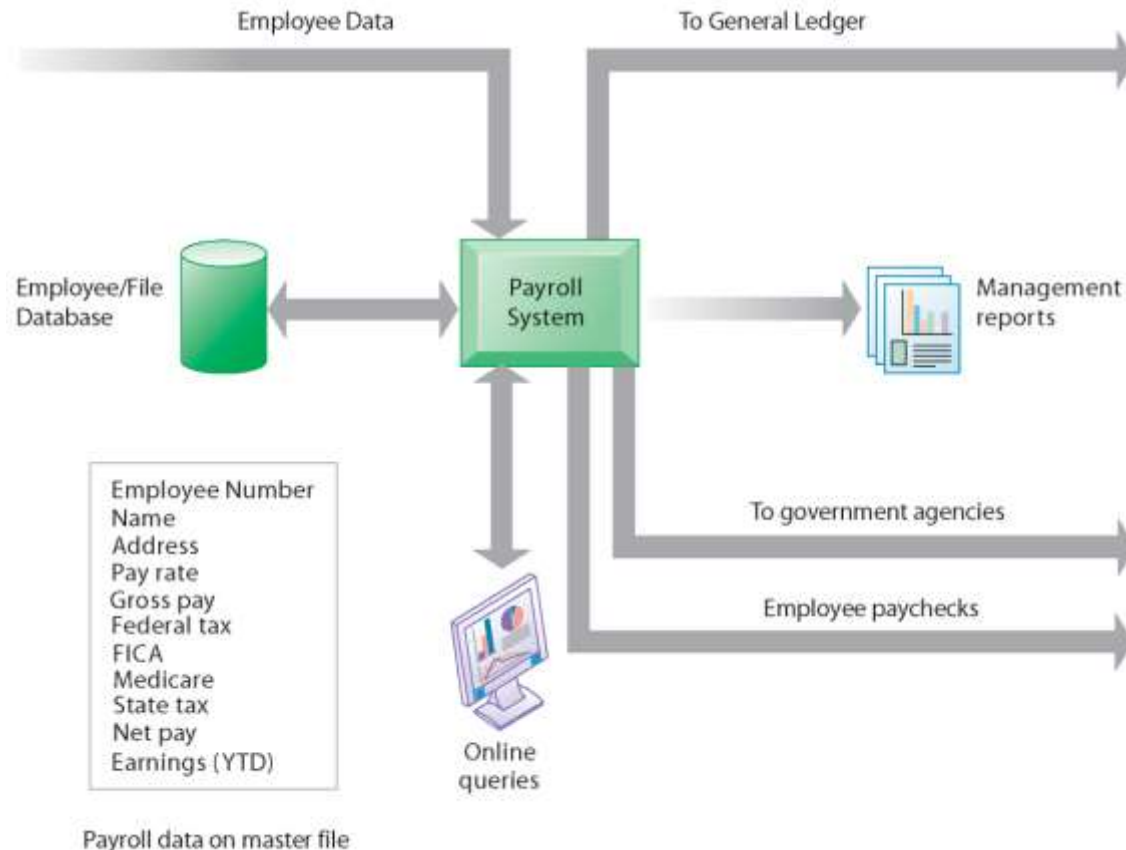 Employee Data
To General Ledger
Employee/File
Database
Payroll
System
Management
reports
Employee Number
Name
Address
Pay rate
Gross pay
Federal tax
FICA
Medicare
State tax
Net pay
Earnings (YTD)
To government agencies
Employee paychecks
Online
queries
Payroll data on master file